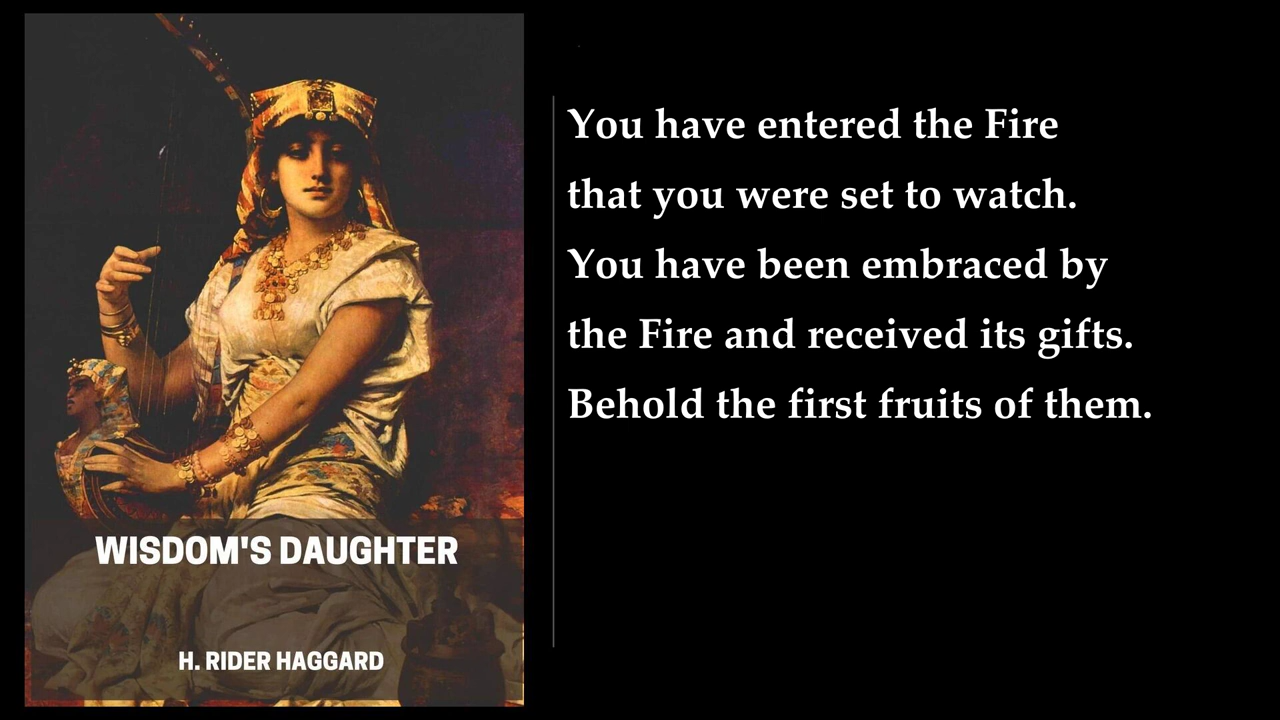 WISDOM'S DAUGHTER
H. RIDER HAGGARD
You have entered the Fire
that you were set to watch.
You have been embraced by
the Fire and received its gifts.
Behold the first fruits of them.